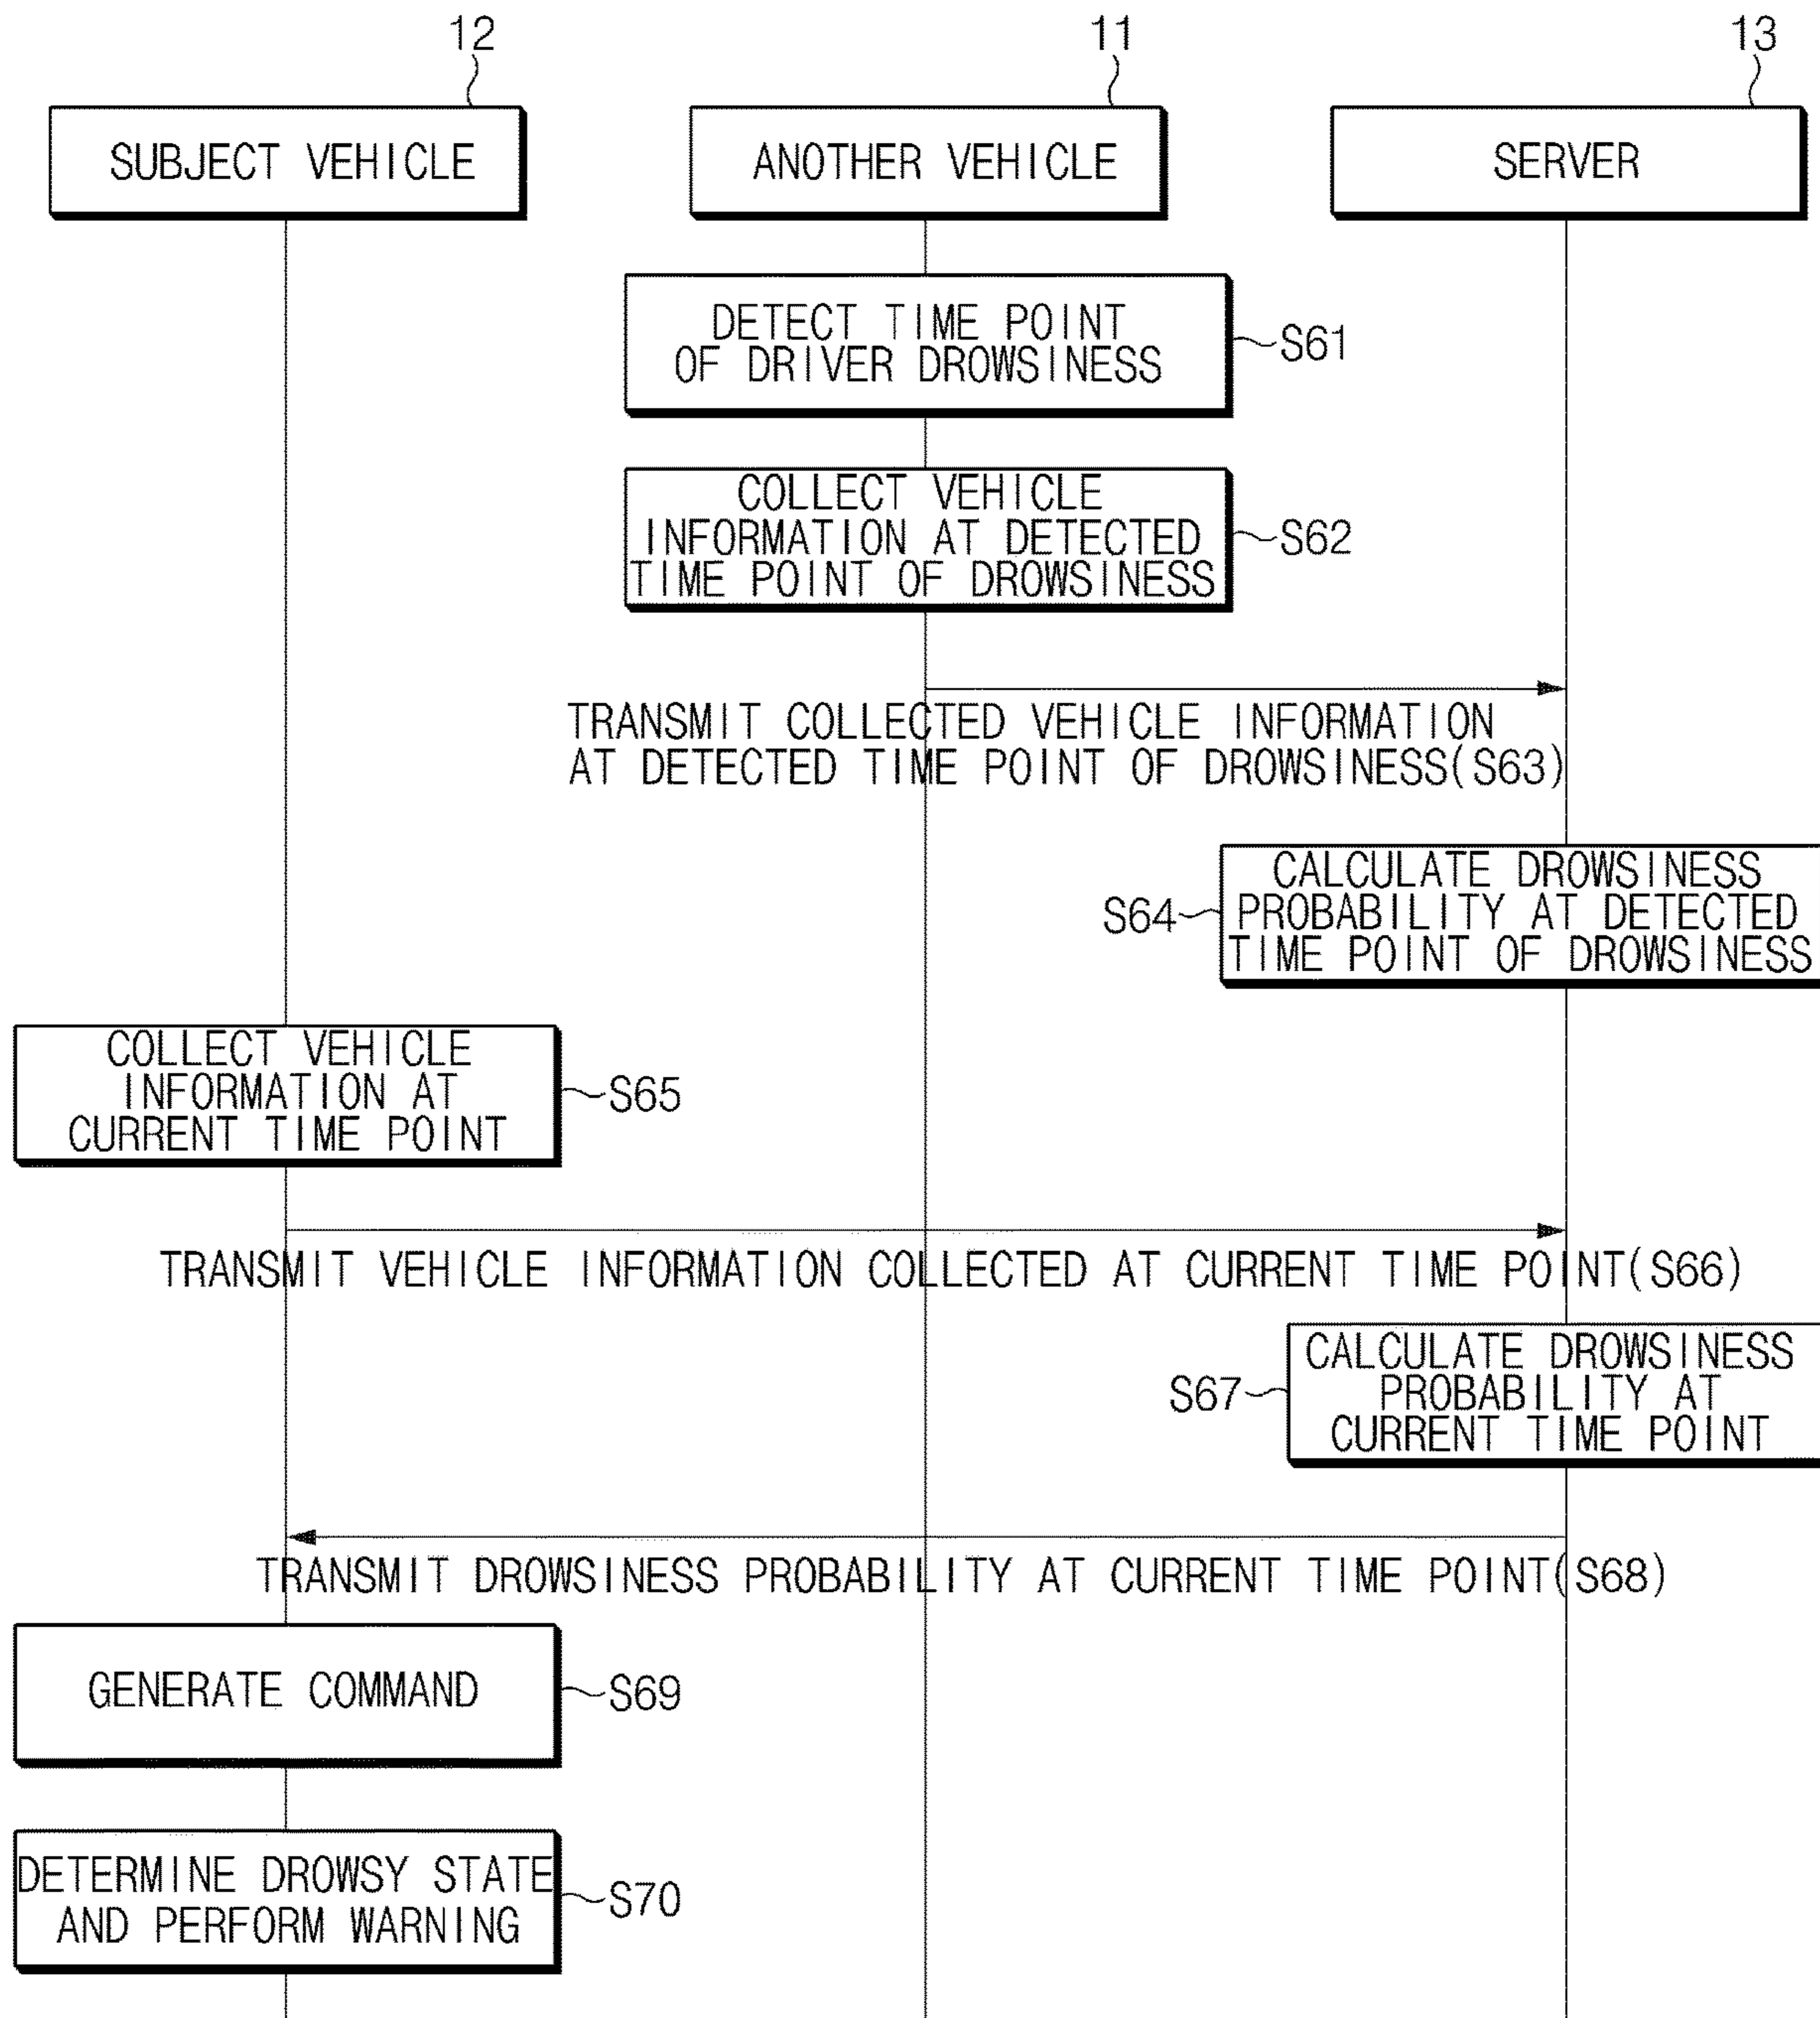 12
11
13
SUBJECT VEHICLE
ANOTHER VEHICLE
SERVER
DETECT TIME POINT
OF DRIVER DROWSINESS
S61
COLLECT VEHICLE
INFORMATION AT DETECTED
TIME POINT OF DROWSINESS
S62
TRANSMIT COLLECTED VEHICLE INFORMATION
AT DETECTED TIME POINT OF DROWSINESS(S63)
CALCULATE DROWSINESS
PROBABILITY AT DETECTED
TIME POINT OF DROWSINESS
S64
COLLECT VEHICLE
INFORMATION AT
CURRENT TIME POINT
S65
TRANSMIT VEHICLE INFORMATION COLLECTED AT CURRENT TIME POINT(S66)
CALCULATE DROWSINESS
PROBABILITY AT
CURRENT TIME POINT
S67
TRANSMIT DROWSINESS PROBABILITY AT CURRENT TIME POINT(S68)
GENERATE COMMAND
S69
DETERMINE DROWSY STATE
AND PERFORM WARNING
S70